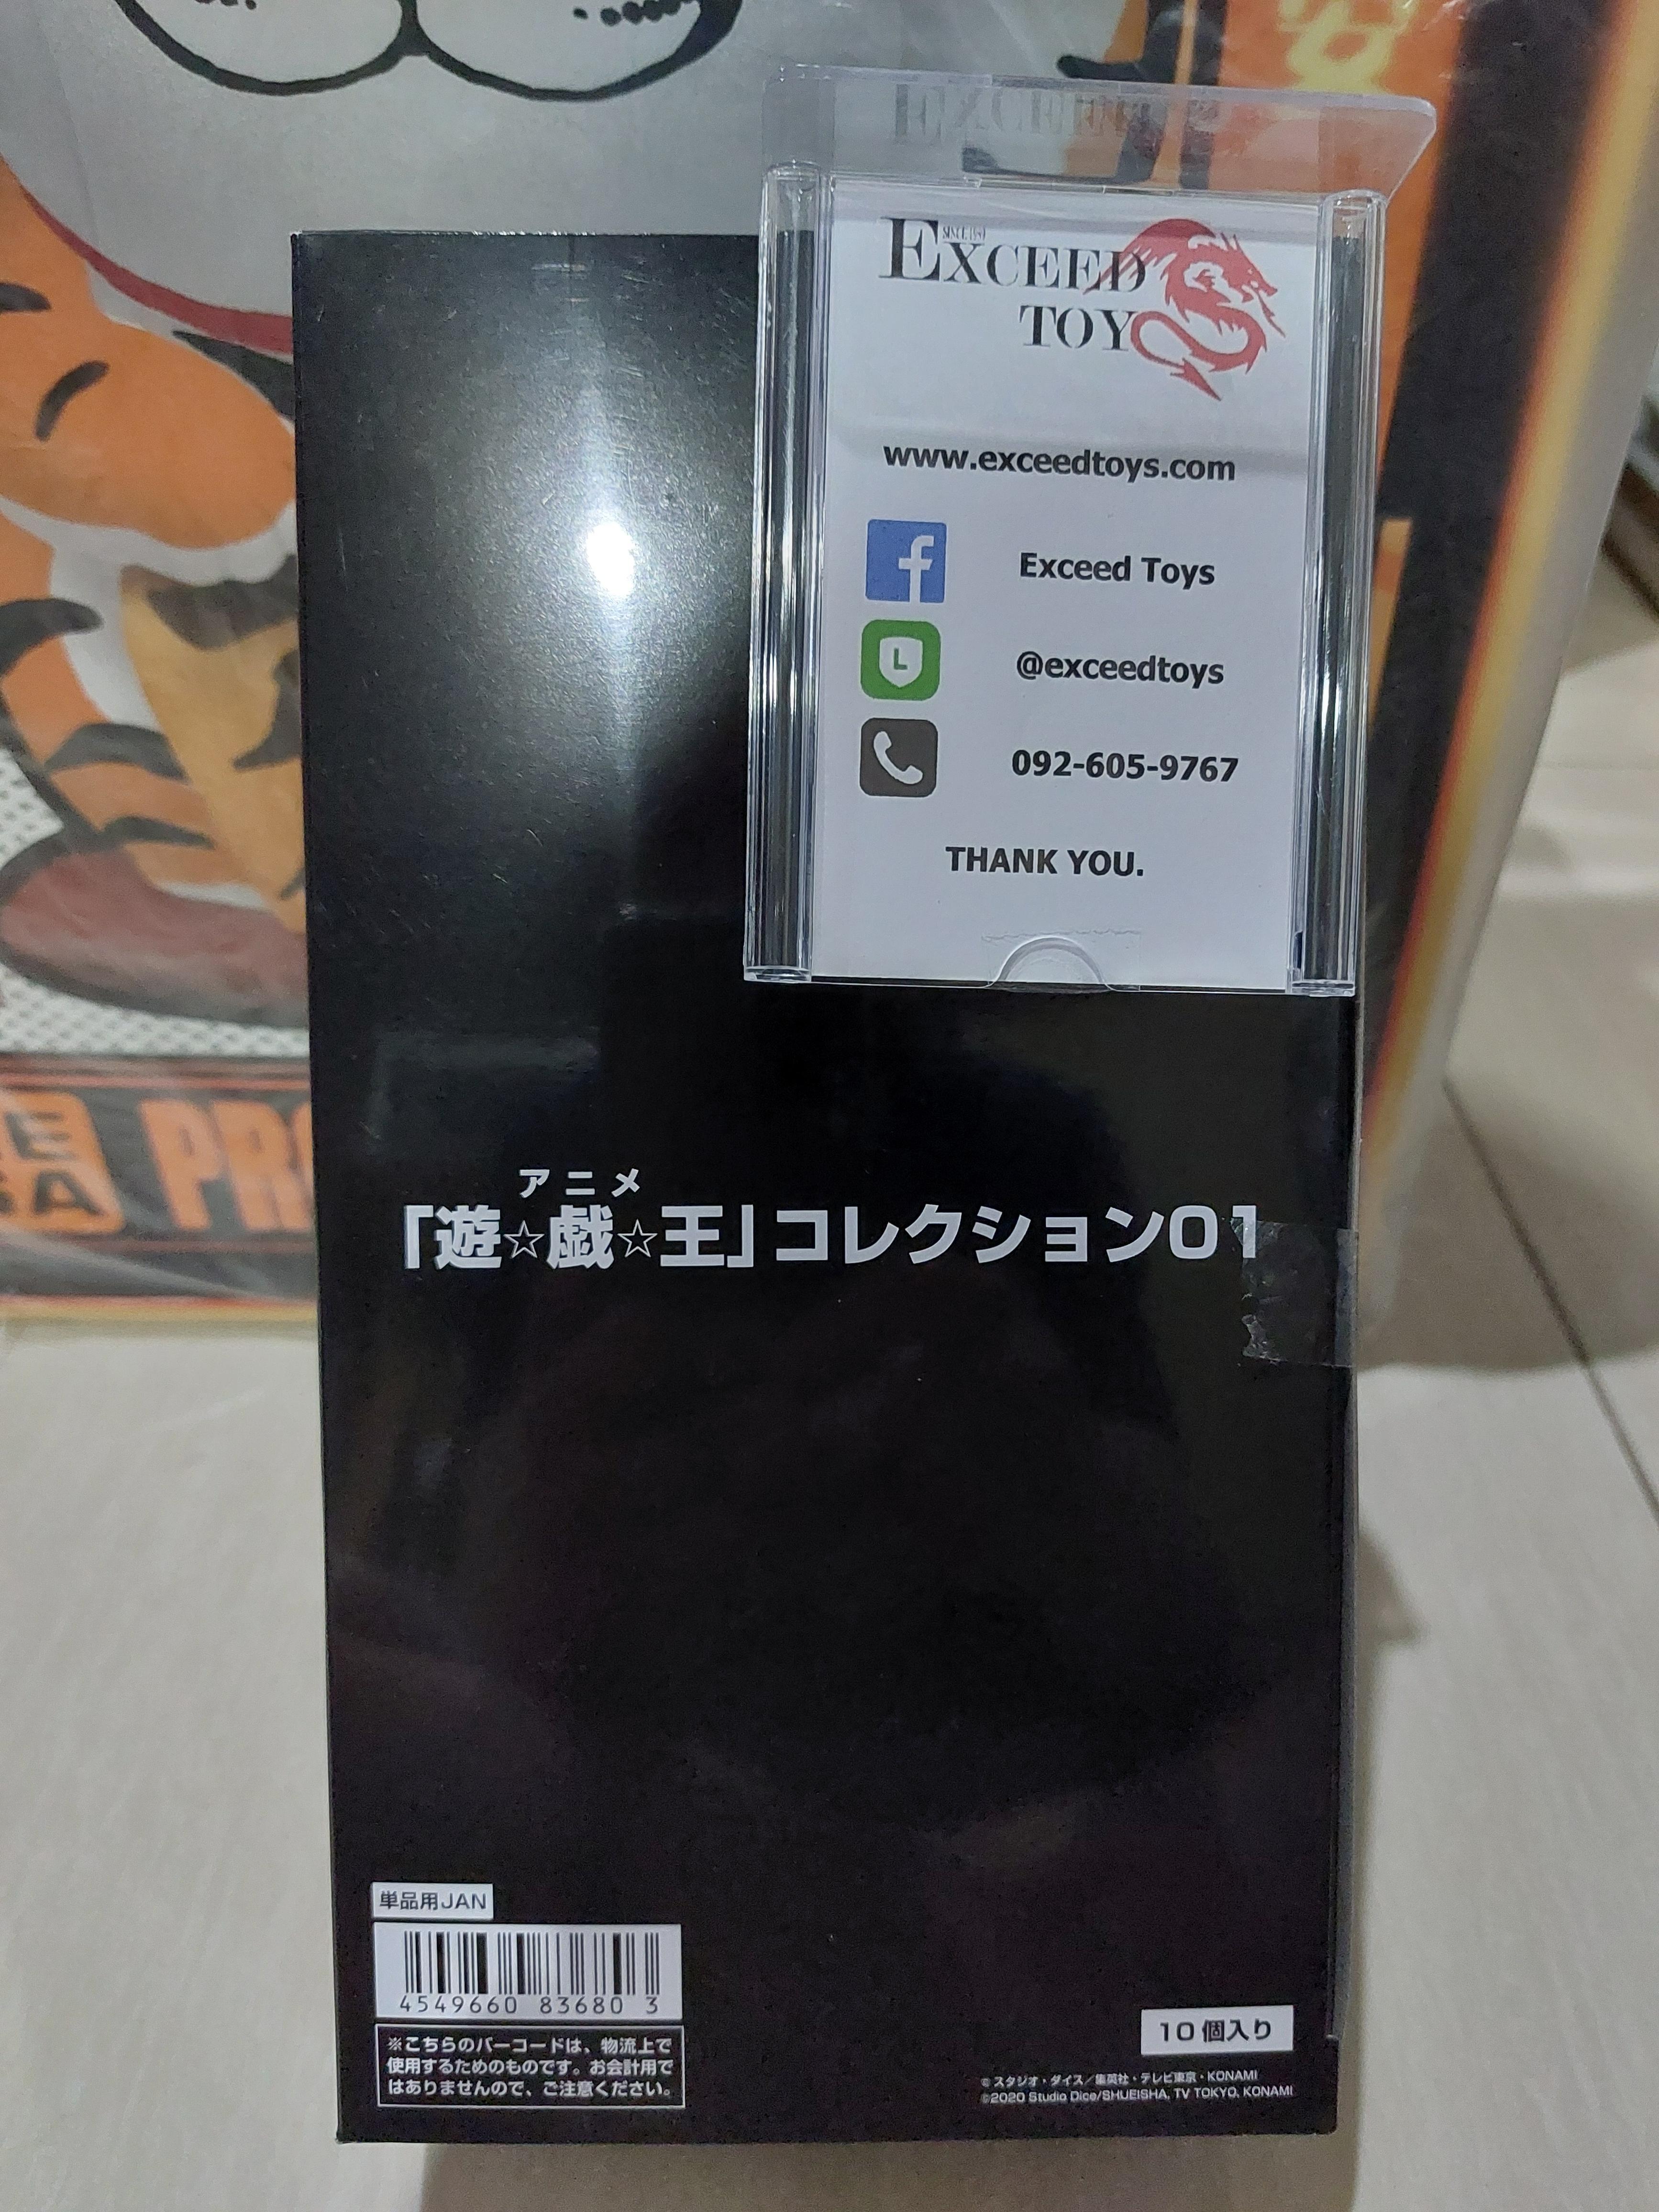 EXCEED
SINCE 1989
EXCEED
TOYS
www.exceedtoys.com
Exceed Toys
@exceedtoys
092-605-9767
THANK YOU.
アニメ
「遊☆戯☆王」コレクション01
PR
A
単品用JAN
4549660 83680 3
※こちらのバーコードは、物流上で
使用するためのものです。お会計用で
はありませんので、ご注意ください。
10個入り
©スタジオ・ダイス/集英社・テレビ東京・KONAMI
©2020 Studio Dice/SHUEISHA, TV TOKYO, KONAMI